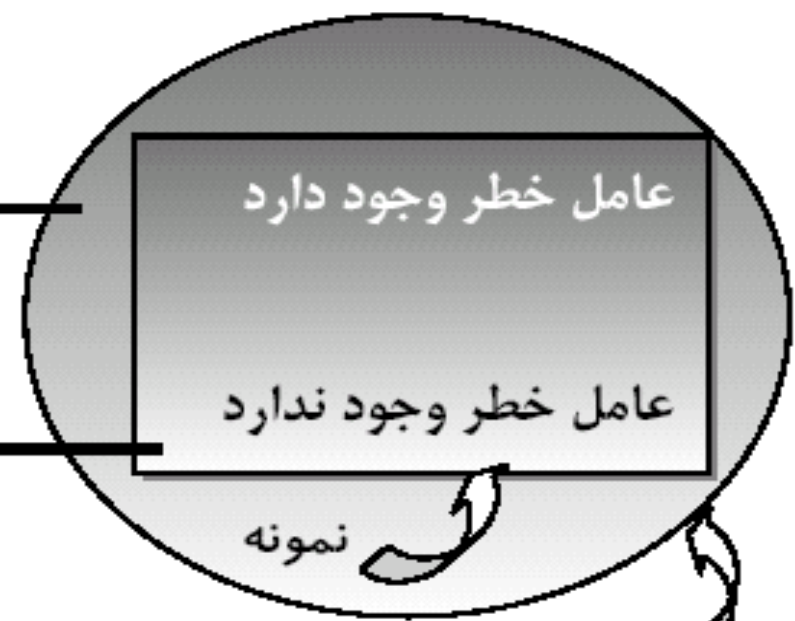 عامل خطر وجود دارد
عامل خطر وجود ندارد
نمونه